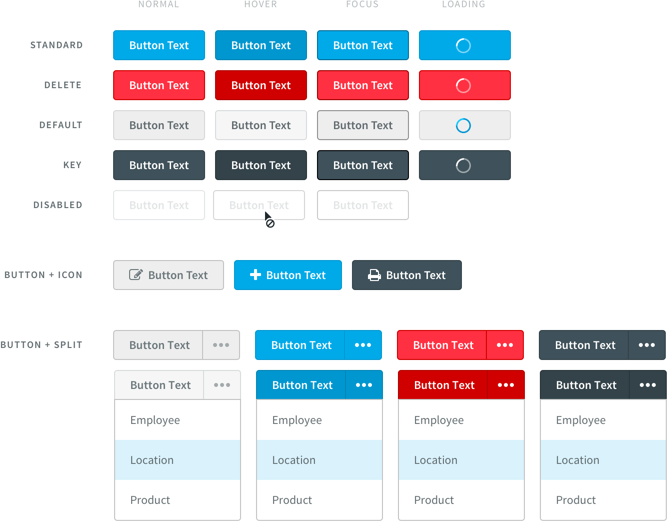 NORMAL HOVER FOCUS LOADING
STANDARD Button Text Button Text Button Text
DELETE Button Text Button Text Button Text
DEFAULT Button Text Button Text Button Text
KEY Button Text Button Text Button Text
DISABLED Button Text Button Text Button Text
BUTTON + ICON Button Text Button Text Button Text
BUTTON + SPLIT Button Text Button Text Button Text Button Text
Button Text Button Text Button Text Button Text
Employee Employee Employee Employee
Location Location Location Location
Product Product Product Product